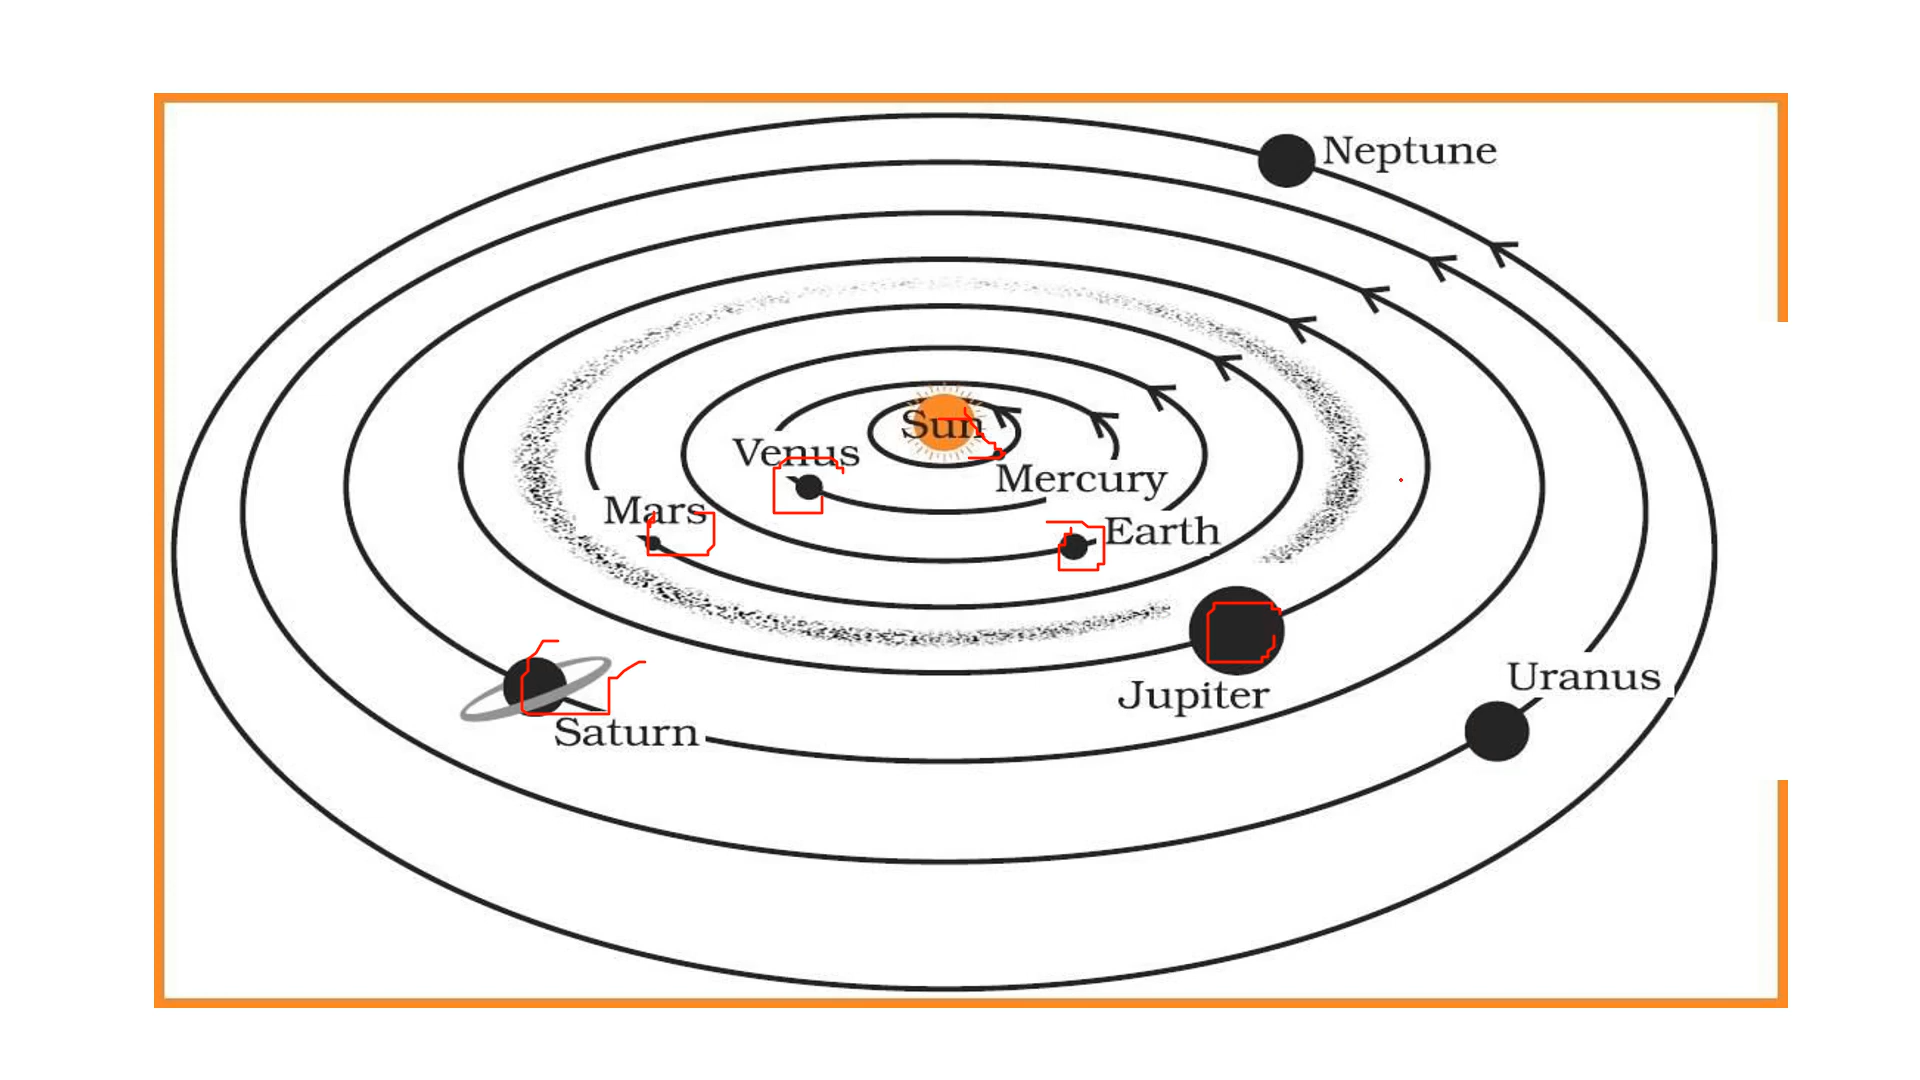 Neptune
Sun
Venus
Mercury
Mars
Earth
Uranus
Jupiter
Saturn